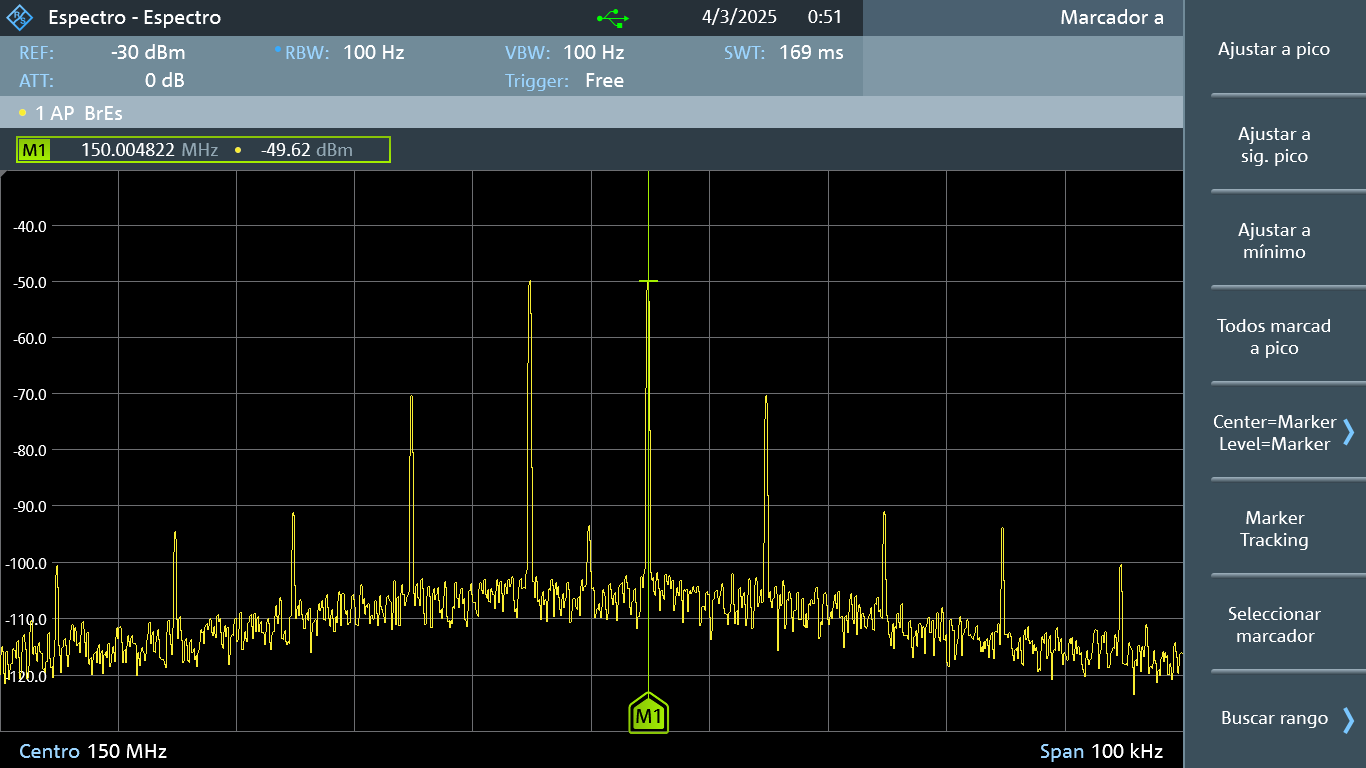 Espectro - Espectro 4/3/2025 0:51 Marcador a
REF: -30 dBm RBW: 100 Hz VBW: 100 Hz SWT: 169 ms
ATT: 0 dB Trigger: Free
1 AP BrEs
M1 150.004822 MHz • -49.62 dBm
-40.0
-50.0
-60.0
-70.0
-80.0
-90.0
-100.0
-110.0
-120.0
M1
Centro 150 MHz Span 100 kHz
Ajustar a pico
Ajustar a
sig. pico
Ajustar a
mínimo
Todos marcad
a pico
Center=Marker
Level=Marker
Marker
Tracking
Seleccionar
marcador
Buscar rango